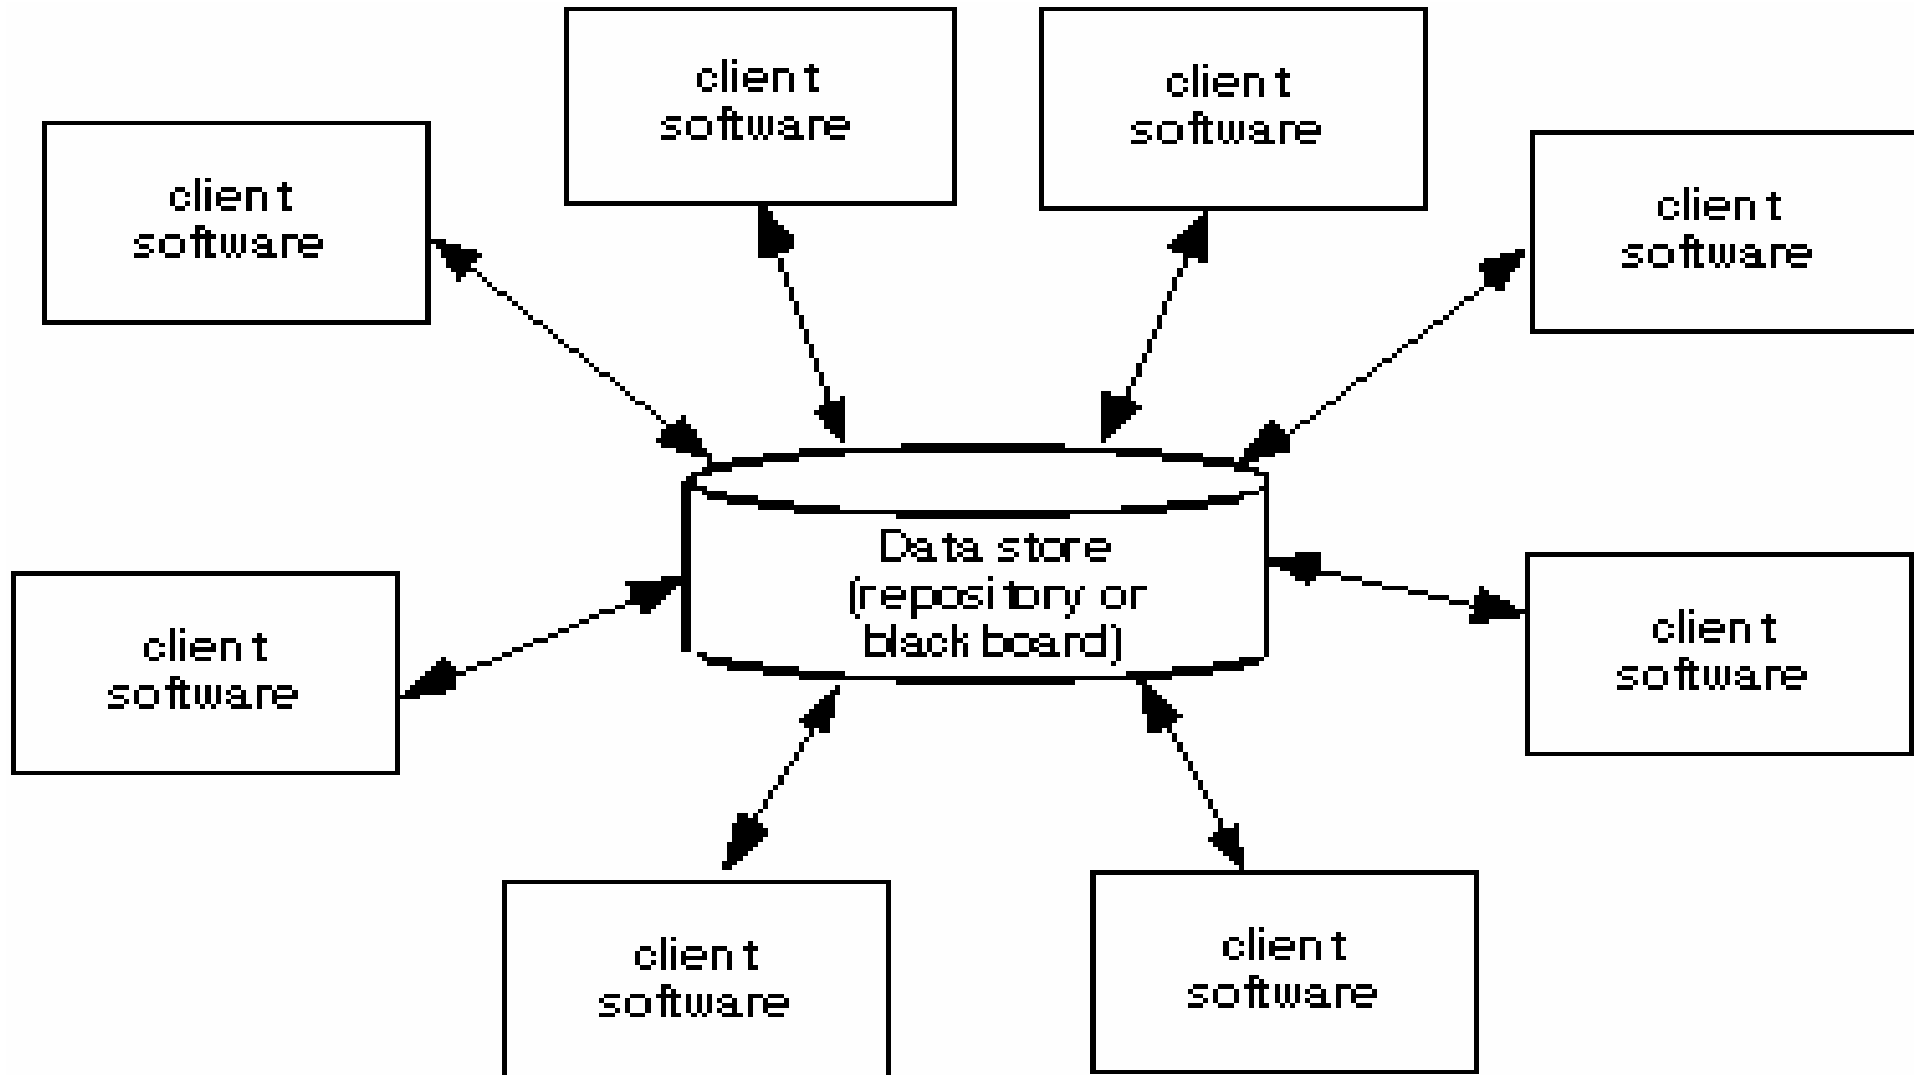 client
software
client
software
client
software
client
software
Data store
(repository or
black board)
client
software
client
software
client
software
client
software